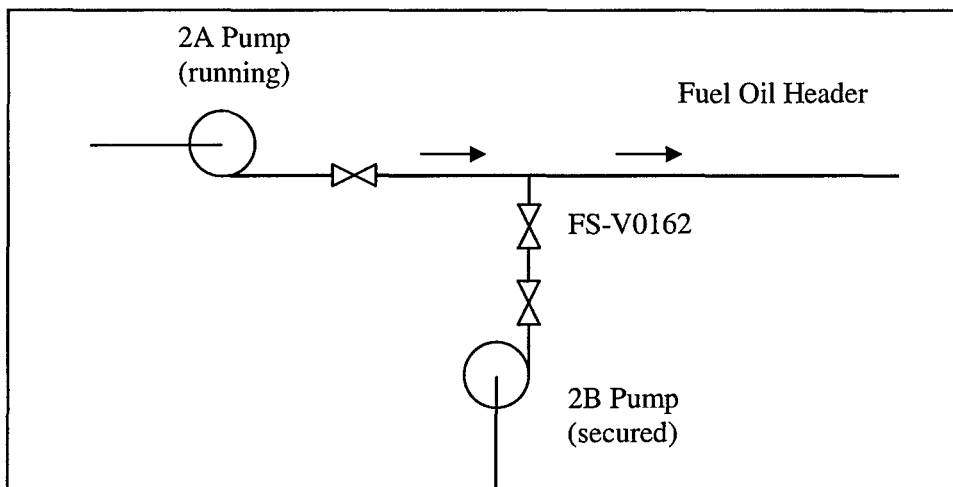 2A Pump
(running)
Fuel Oil Header
FS-V0162
2B Pump
(secured)